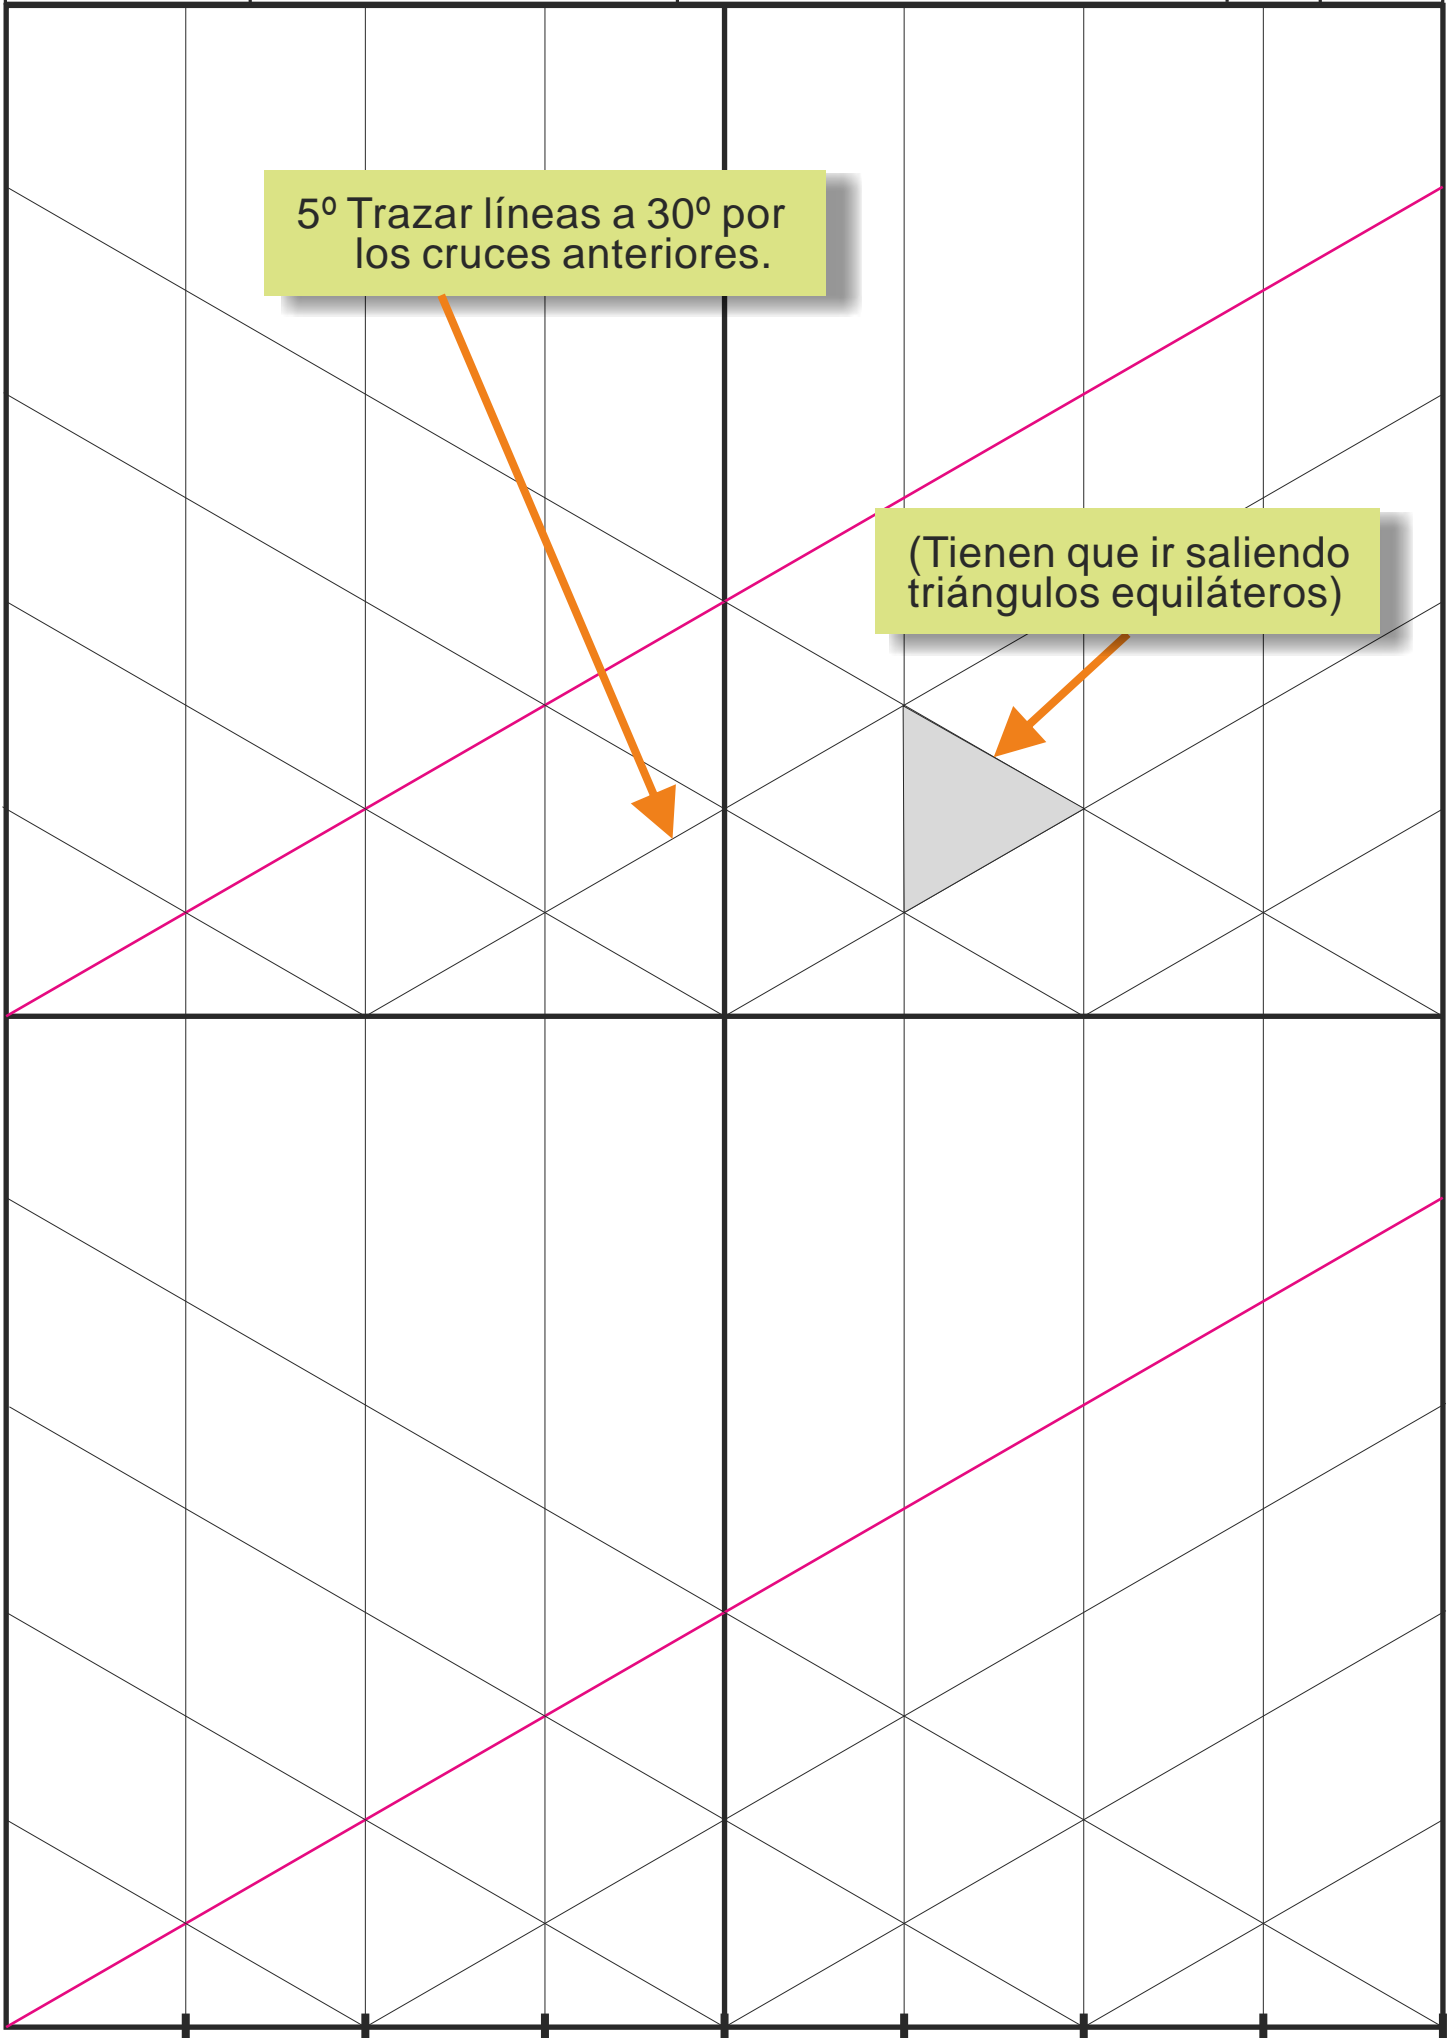 5º Trazar líneas a 30º por
los cruces anteriores.
(Tienen que ir saliendo
triángulos equiláteros)